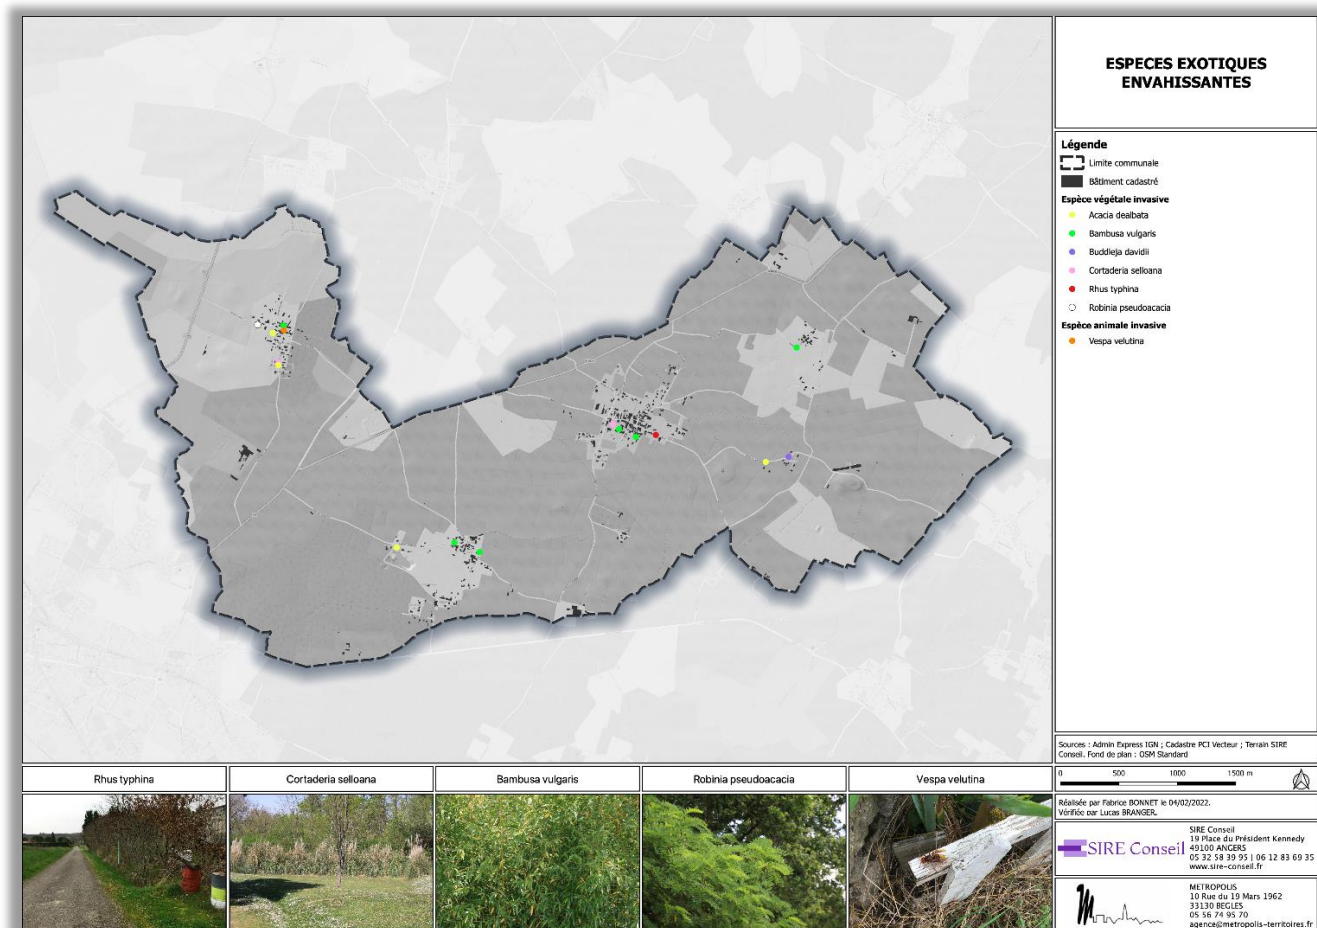 ESPECES EXOTIQUES
ENVAHISSANTES
Légende
Limite communale
Bâtiment cadastré
Espèce végétale invasive
Acacia dealbata
Bambusa vulgaris
Buddleja davidii
Cortaderia selloana
Rhus typhina
Robinia pseudoacacia
Espèce animale invasive
Vespa velutina
Sources : Admin Express IGN ; Cadastre PCI Vecteur ; Terrain SIRE
Conseil. Fond de plan : OSM Standard
Rhus typhina
Cortaderia selloana
Bambusa vulgaris
Robinia pseudoacacia
Vespa velutina
0 500 1000 1500 m
Réalisée par Fabrice BONNET le 04/02/2022.
Vérifiée par Lucas BRANGER.
SIRE Conseil
SIRE Conseil
19 Place du Président Kennedy
49100 ANGERS
05 32 58 39 95 | 06 12 83 69 35
www.sire-conseil.fr
METROPOLIS
10 Rue du 19 Mars 1962
33130 BEGLES
05 56 74 95 70
agence@metropolis-territoires.fr